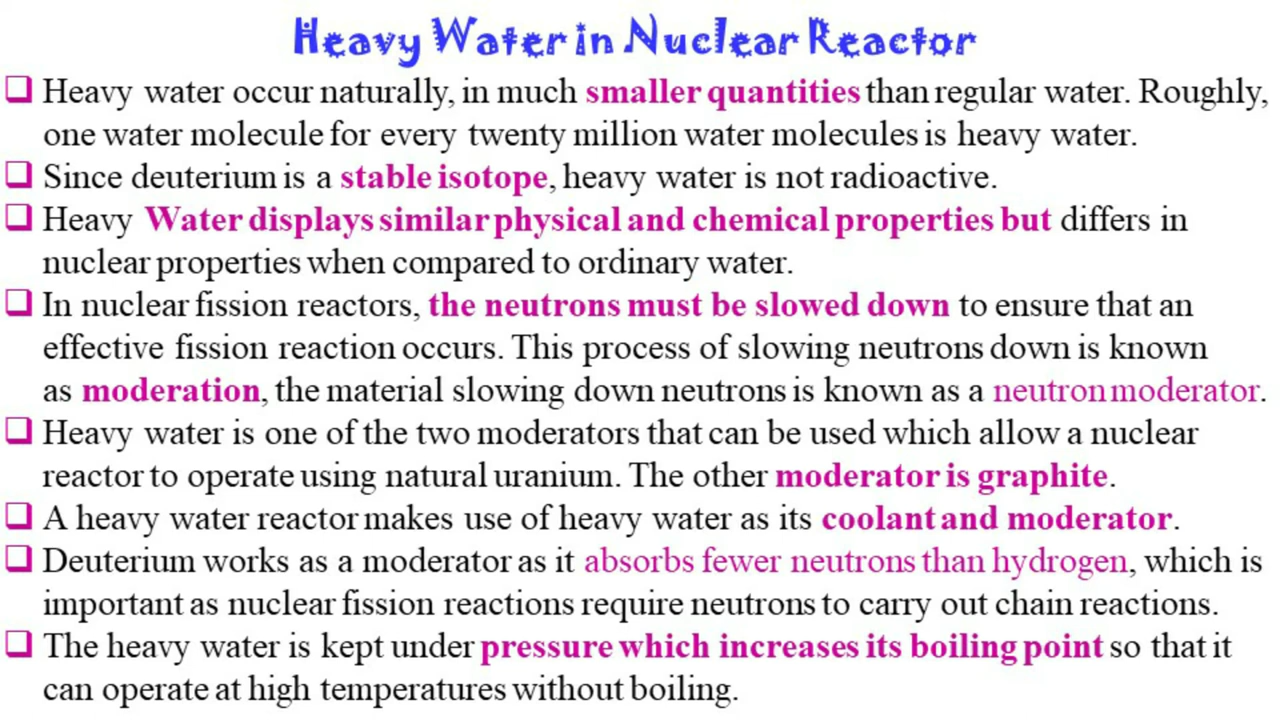 Heavy Water in Nuclear Reactor
❑ Heavy water occur naturally, in much smaller quantities than regular water. Roughly,
one water molecule for every twenty million water molecules is heavy water.
❑ Since deuterium is a stable isotope, heavy water is not radioactive.
❑ Heavy Water displays similar physical and chemical properties but differs in
nuclear properties when compared to ordinary water.
❑ In nuclear fission reactors, the neutrons must be slowed down to ensure that an
effective fission reaction occurs. This process of slowing neutrons down is known
as moderation, the material slowing down neutrons is known as a neutron moderator.
❑ Heavy water is one of the two moderators that can be used which allow a nuclear
reactor to operate using natural uranium. The other moderator is graphite.
❑ A heavy water reactor makes use of heavy water as its coolant and moderator.
❑ Deuterium works as a moderator as it absorbs fewer neutrons than hydrogen, which is
important as nuclear fission reactions require neutrons to carry out chain reactions.
❑ The heavy water is kept under pressure which increases its boiling point so that it
can operate at high temperatures without boiling.